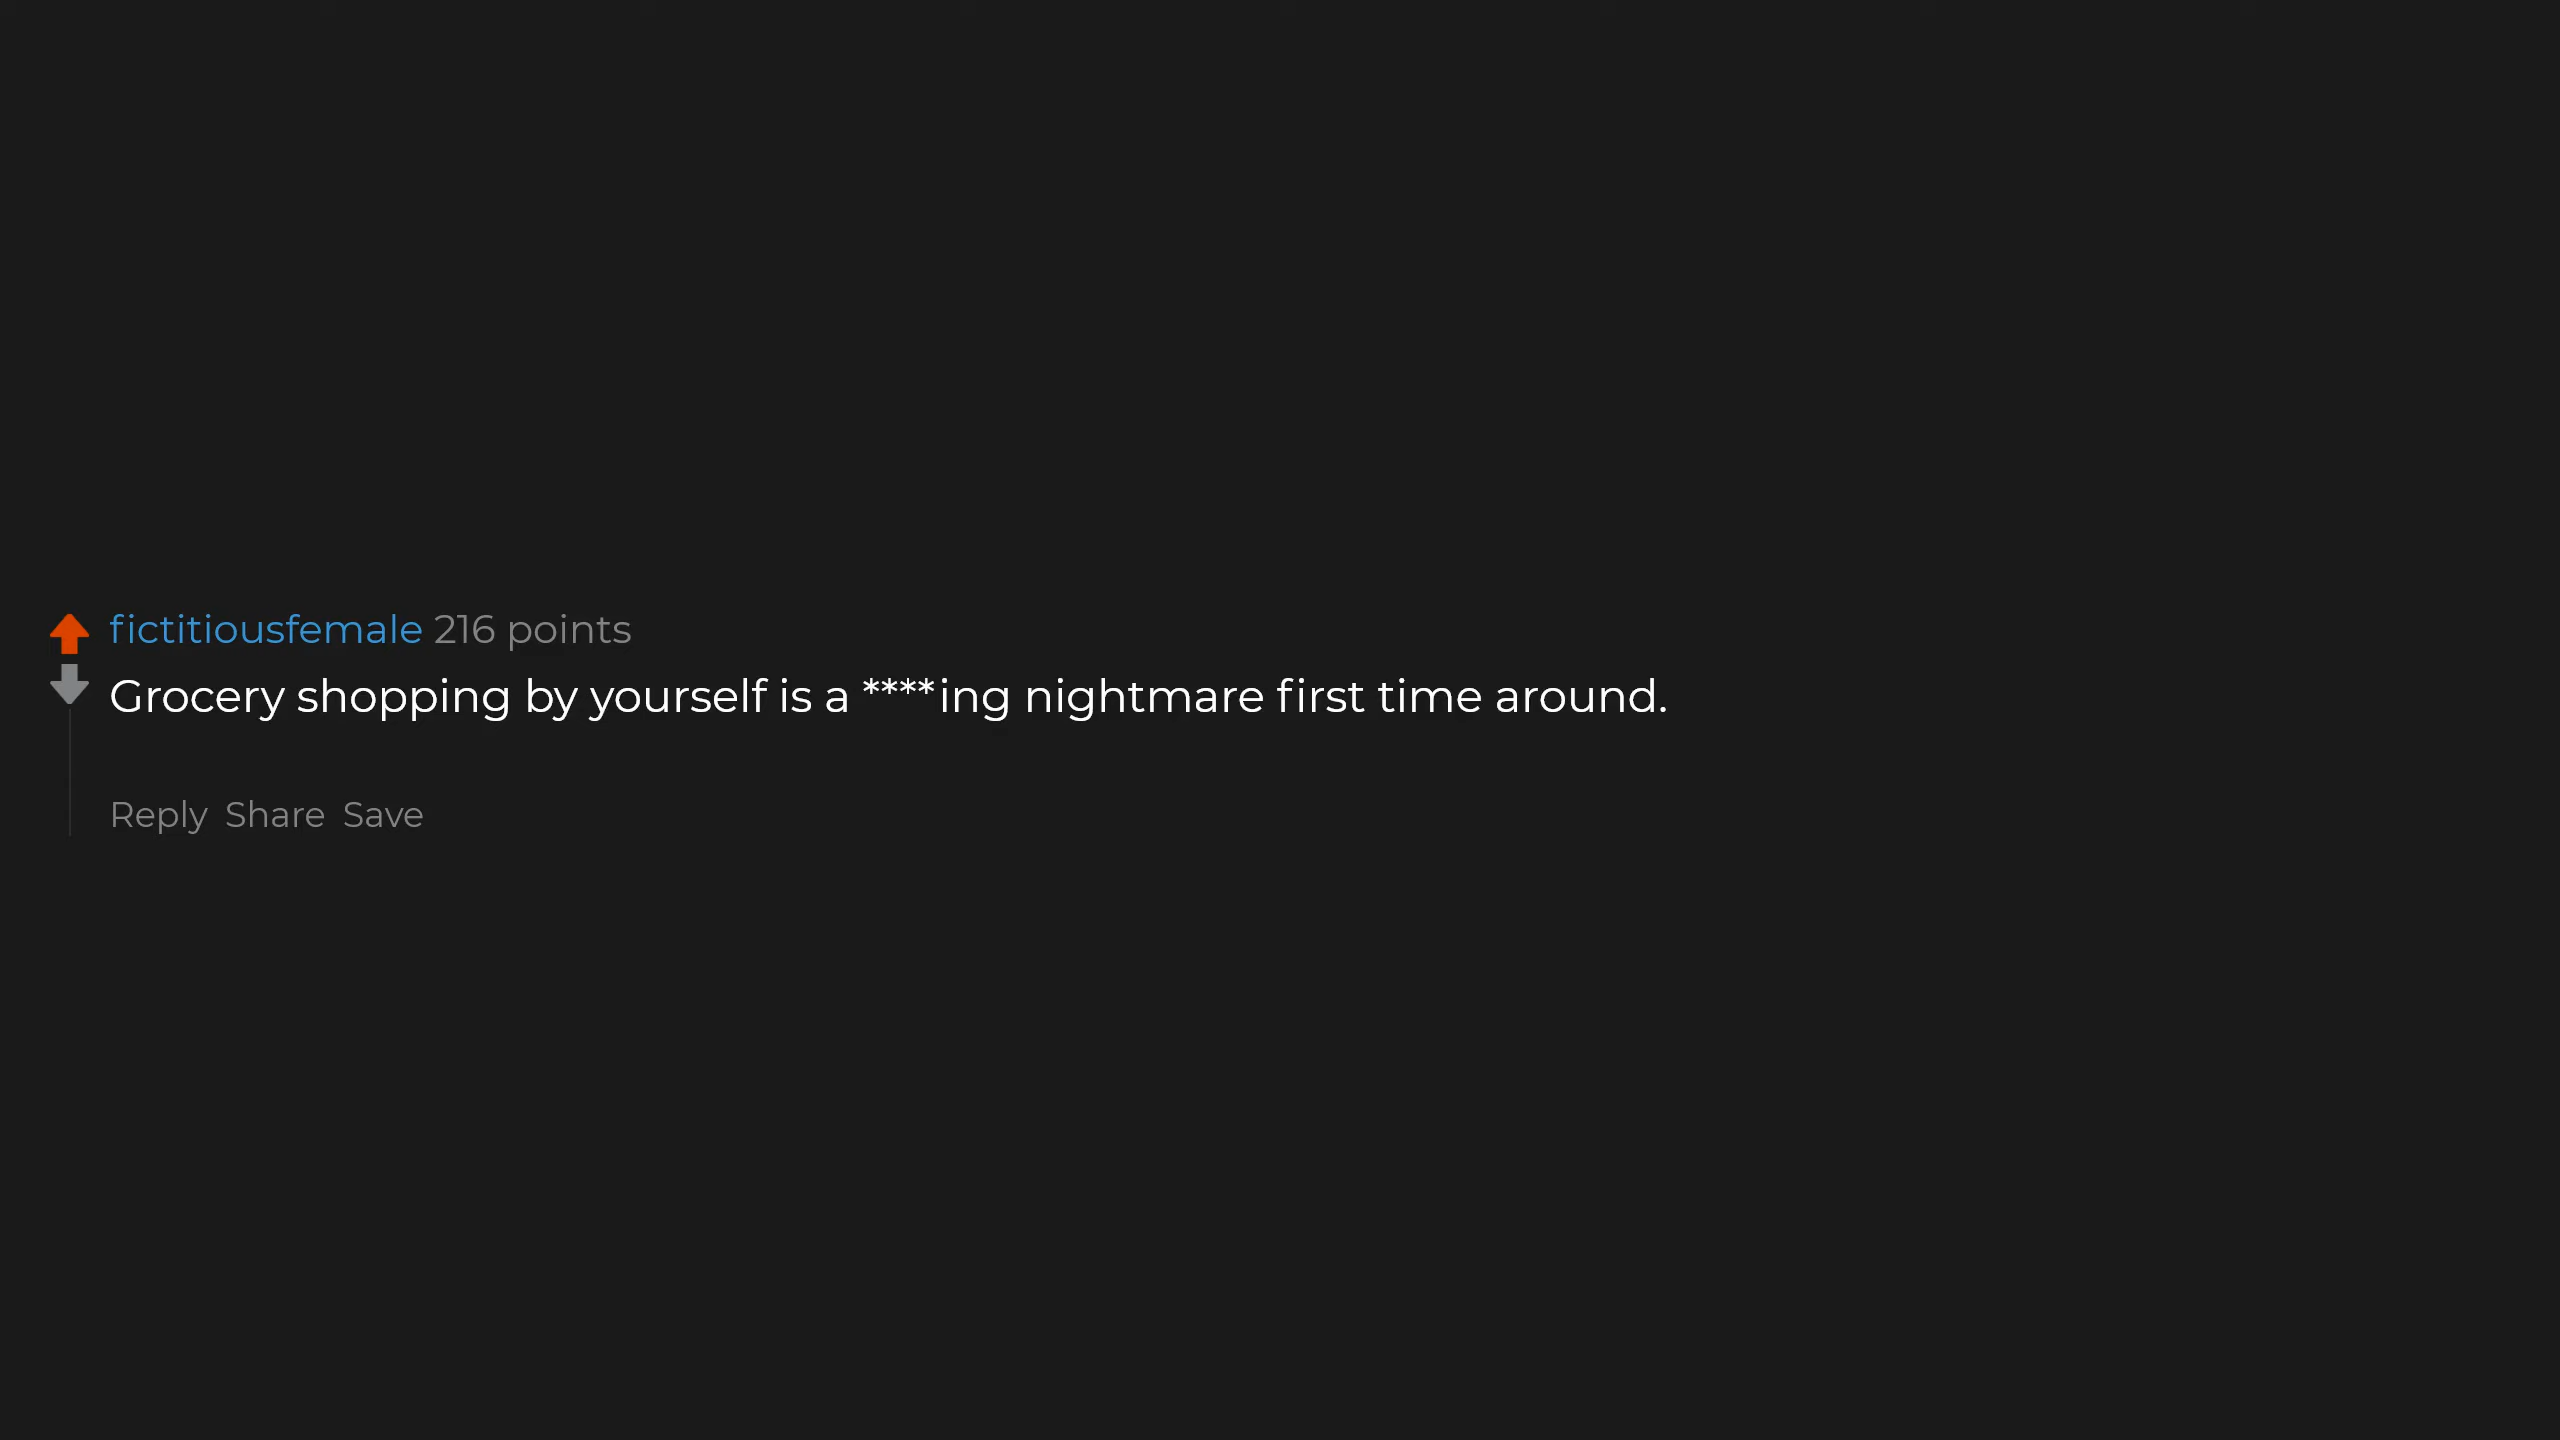 fictitiousfemale 216 points
Grocery shopping by yourself is a ****ing nightmare first time around.
Reply Share Save